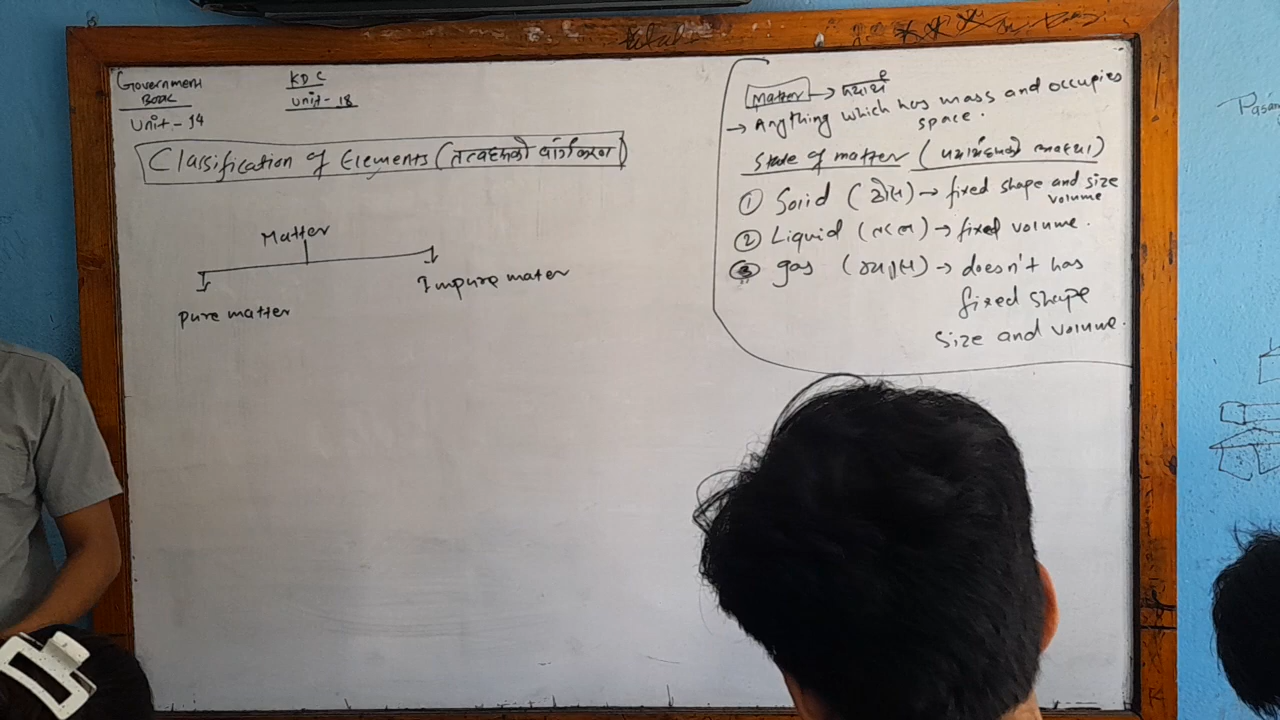 Government
Book
Unit - 14
KDC
Unit - 18
Classification of Elements (तत्वहरूको वर्गिकरण)
Matter
Pure matter
Impure mater
Matter → पदार्थ
→ Anything which has mass and occupies
space.
State of matter (पदार्थहरूको अवस्था)
① Solid (ठोस) → fixed shape and size
volume
② Liquid (तरल) → fixed volume.
③ gas (ग्याँस) → doesn't has
fixed shape
size and volume.